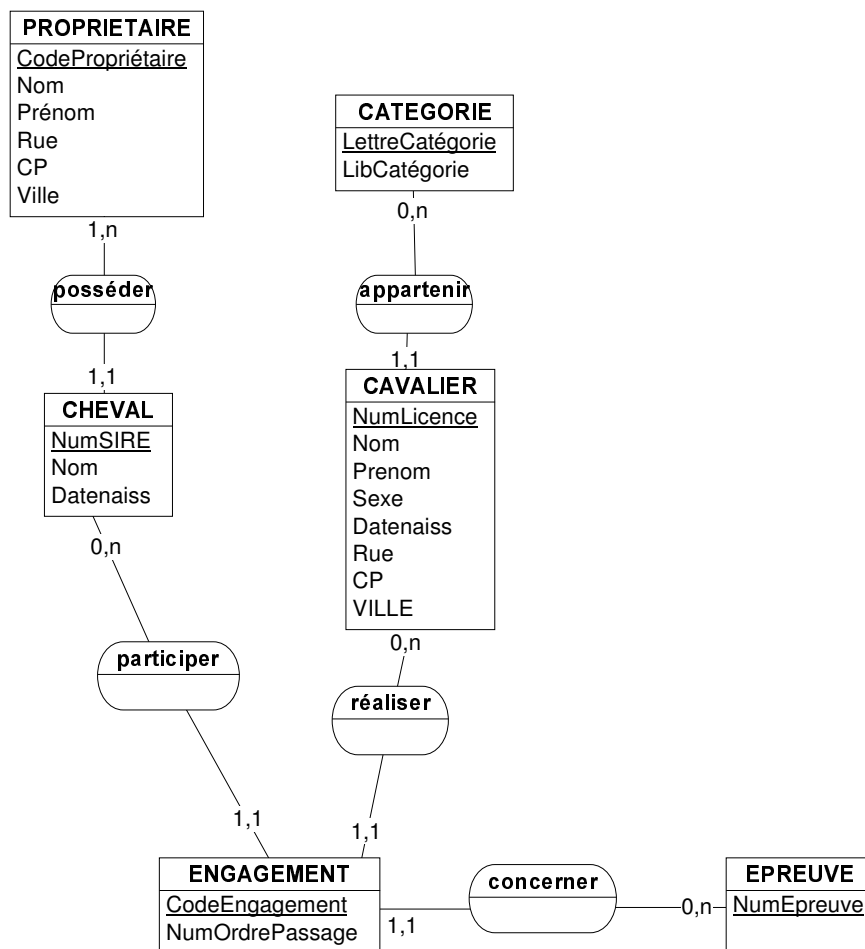 PROPRIETAIRE
CodePropriétaire
Nom
Prénom
Rue
CP
Ville
1,n
posséder
1,1
CHEVAL
NumSIRE
Nom
Datenaiss
0,n
participer
1,1
CATEGORIE
LettreCatégorie
LibCatégorie
0,n
appartenir
1,1
CAVALIER
NumLicence
Nom
Prenom
Sexe
Datenaiss
Rue
CP
VILLE
0,n
réaliser
1,1
ENGAGEMENT
CodeEngagement
NumOrdrePassage
1,1
concerner
0,n
EPREUVE
NumEpreuve